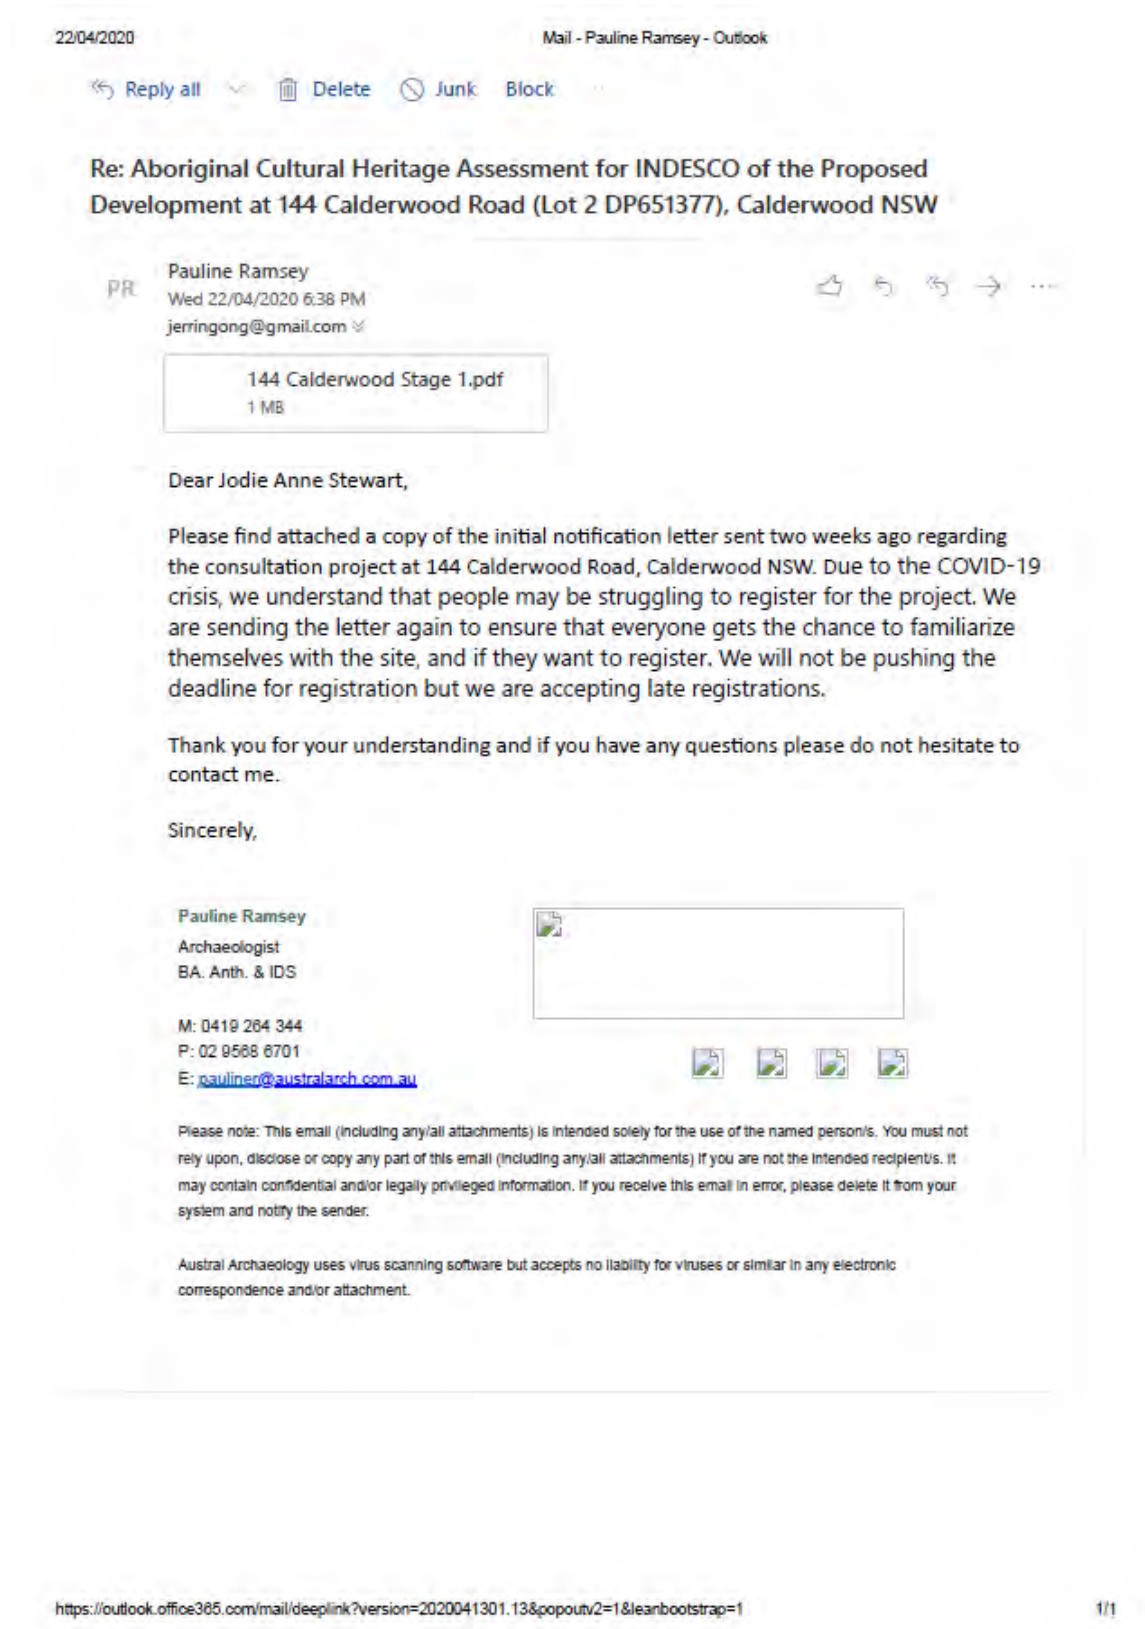 22/04/2020
Mail - Pauline Ramsey - Outlook
Reply all
Delete
Junk
Block
Re: Aboriginal Cultural Heritage Assessment for INDESCO of the Proposed
Development at 144 Calderwood Road (Lot 2 DP651377), Calderwood NSW
PR
Pauline Ramsey
Wed 22/04/2020 6:38 PM
jerringong@gmail.com
144 Calderwood Stage 1.pdf
1 MB
Dear Jodie Anne Stewart,
Please find attached a copy of the initial notification letter sent two weeks ago regarding
the consultation project at 144 Calderwood Road, Calderwood NSW. Due to the COVID-19
crisis, we understand that people may be struggling to register for the project. We
are sending the letter again to ensure that everyone gets the chance to familiarize
themselves with the site, and if they want to register. We will not be pushing the
deadline for registration but we are accepting late registrations.
Thank you for your understanding and if you have any questions please do not hesitate to
contact me.
Sincerely,
Pauline Ramsey
Archaeologist
BA. Anth. & IDS
M: 0419 264 344
P: 02 9568 6701
E: pauliner@australarch.com.au
Please note: This email (including any/all attachments) is intended solely for the use of the named person/s. You must not
rely upon, disclose or copy any part of this email (including any/all attachments) if you are not the intended recipient/s. It
may contain confidential and/or legally privileged information. If you receive this email in error, please delete it from your
system and notify the sender.
Austral Archaeology uses virus scanning software but accepts no liability for viruses or similar in any electronic
correspondence and/or attachment.
https://outlook.office365.com/mail/deeplink?version=2020041301.13&popoutv2=1&leanbootstrap=1
1/1